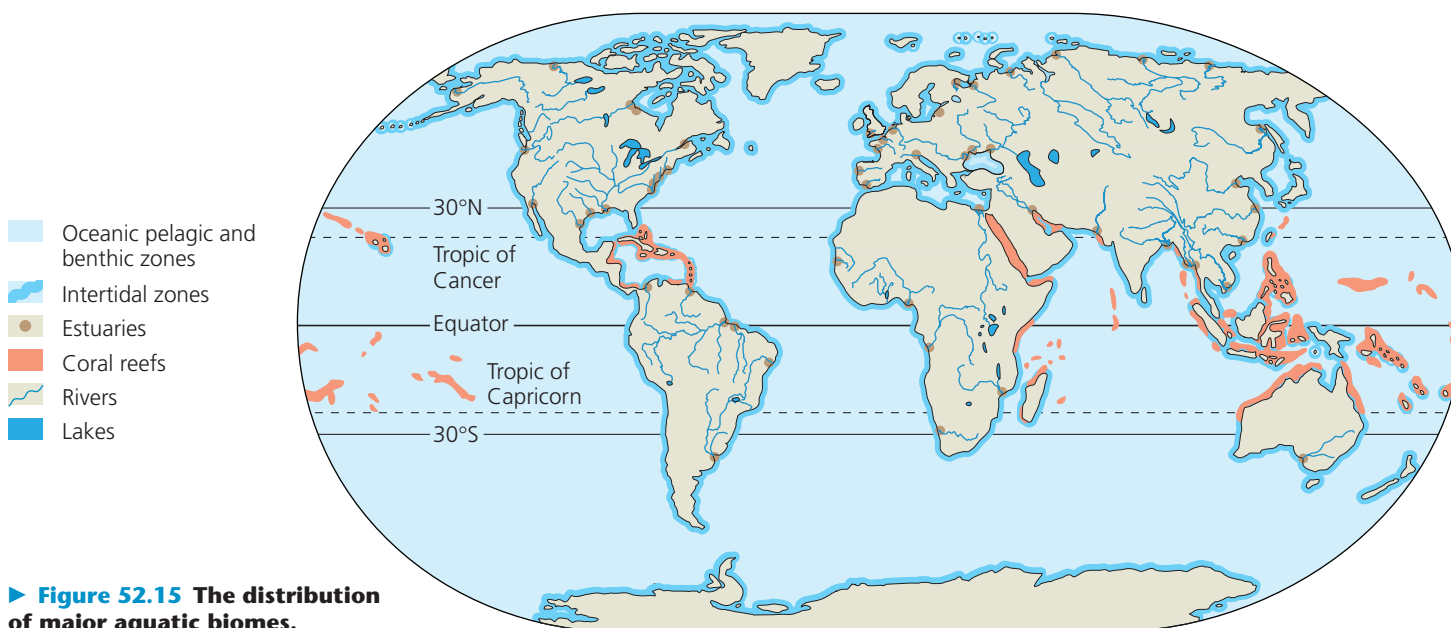 Oceanic pelagic and
benthic zones
Intertidal zones
Estuaries
Coral reefs
Rivers
Lakes
30°N
Tropic of
Cancer
Equator
Tropic of
Capricorn
30°S
► Figure 52.15 The distribution
of major aquatic biomes.